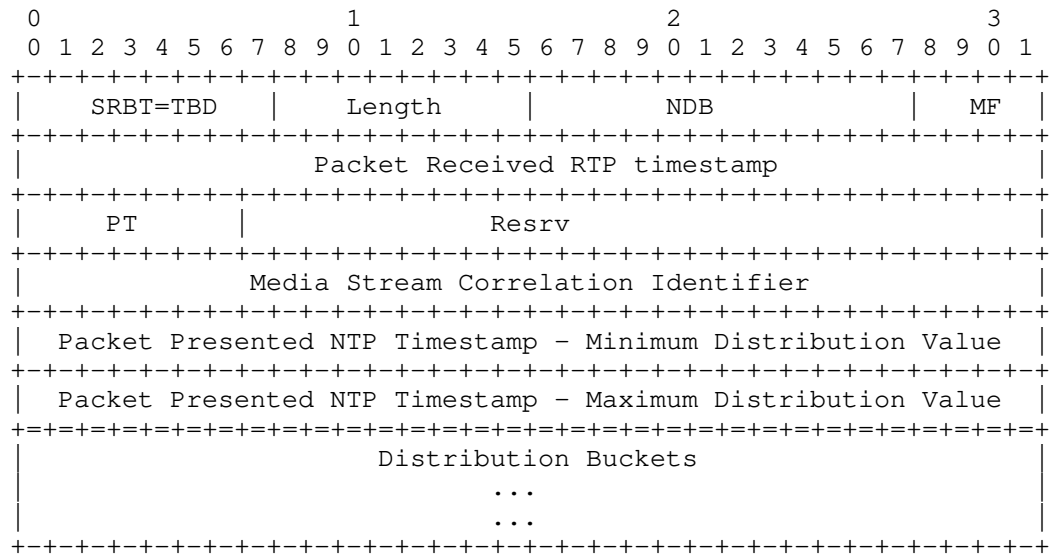 0                   1                   2                   3
 0 1 2 3 4 5 6 7 8 9 0 1 2 3 4 5 6 7 8 9 0 1 2 3 4 5 6 7 8 9 0 1
+-+-+-+-+-+-+-+-+-+-+-+-+-+-+-+-+-+-+-+-+-+-+-+-+-+-+-+-+-+-+-+-+
|    SRBT=TBD   |    Length     |        NDB            |   MF  |
+-+-+-+-+-+-+-+-+-+-+-+-+-+-+-+-+-+-+-+-+-+-+-+-+-+-+-+-+-+-+-+-+
|                  Packet Received RTP timestamp                |
+-+-+-+-+-+-+-+-+-+-+-+-+-+-+-+-+-+-+-+-+-+-+-+-+-+-+-+-+-+-+-+-+
|     PT      |               Resrv                             |
+-+-+-+-+-+-+-+-+-+-+-+-+-+-+-+-+-+-+-+-+-+-+-+-+-+-+-+-+-+-+-+-+
|              Media Stream Correlation Identifier              |
+-+-+-+-+-+-+-+-+-+-+-+-+-+-+-+-+-+-+-+-+-+-+-+-+-+-+-+-+-+-+-+-+
|  Packet Presented NTP Timestamp - Minimum Distribution Value  |
+-+-+-+-+-+-+-+-+-+-+-+-+-+-+-+-+-+-+-+-+-+-+-+-+-+-+-+-+-+-+-+-+
|  Packet Presented NTP Timestamp - Maximum Distribution Value  |
+=+=+=+=+=+=+=+=+=+=+=+=+=+=+=+=+=+=+=+=+=+=+=+=+=+=+=+=+=+=+=+=+
|                      Distribution Buckets                     |
|                             ...                               |
|                             ...                               |
+-+-+-+-+-+-+-+-+-+-+-+-+-+-+-+-+-+-+-+-+-+-+-+-+-+-+-+-+-+-+-+-+